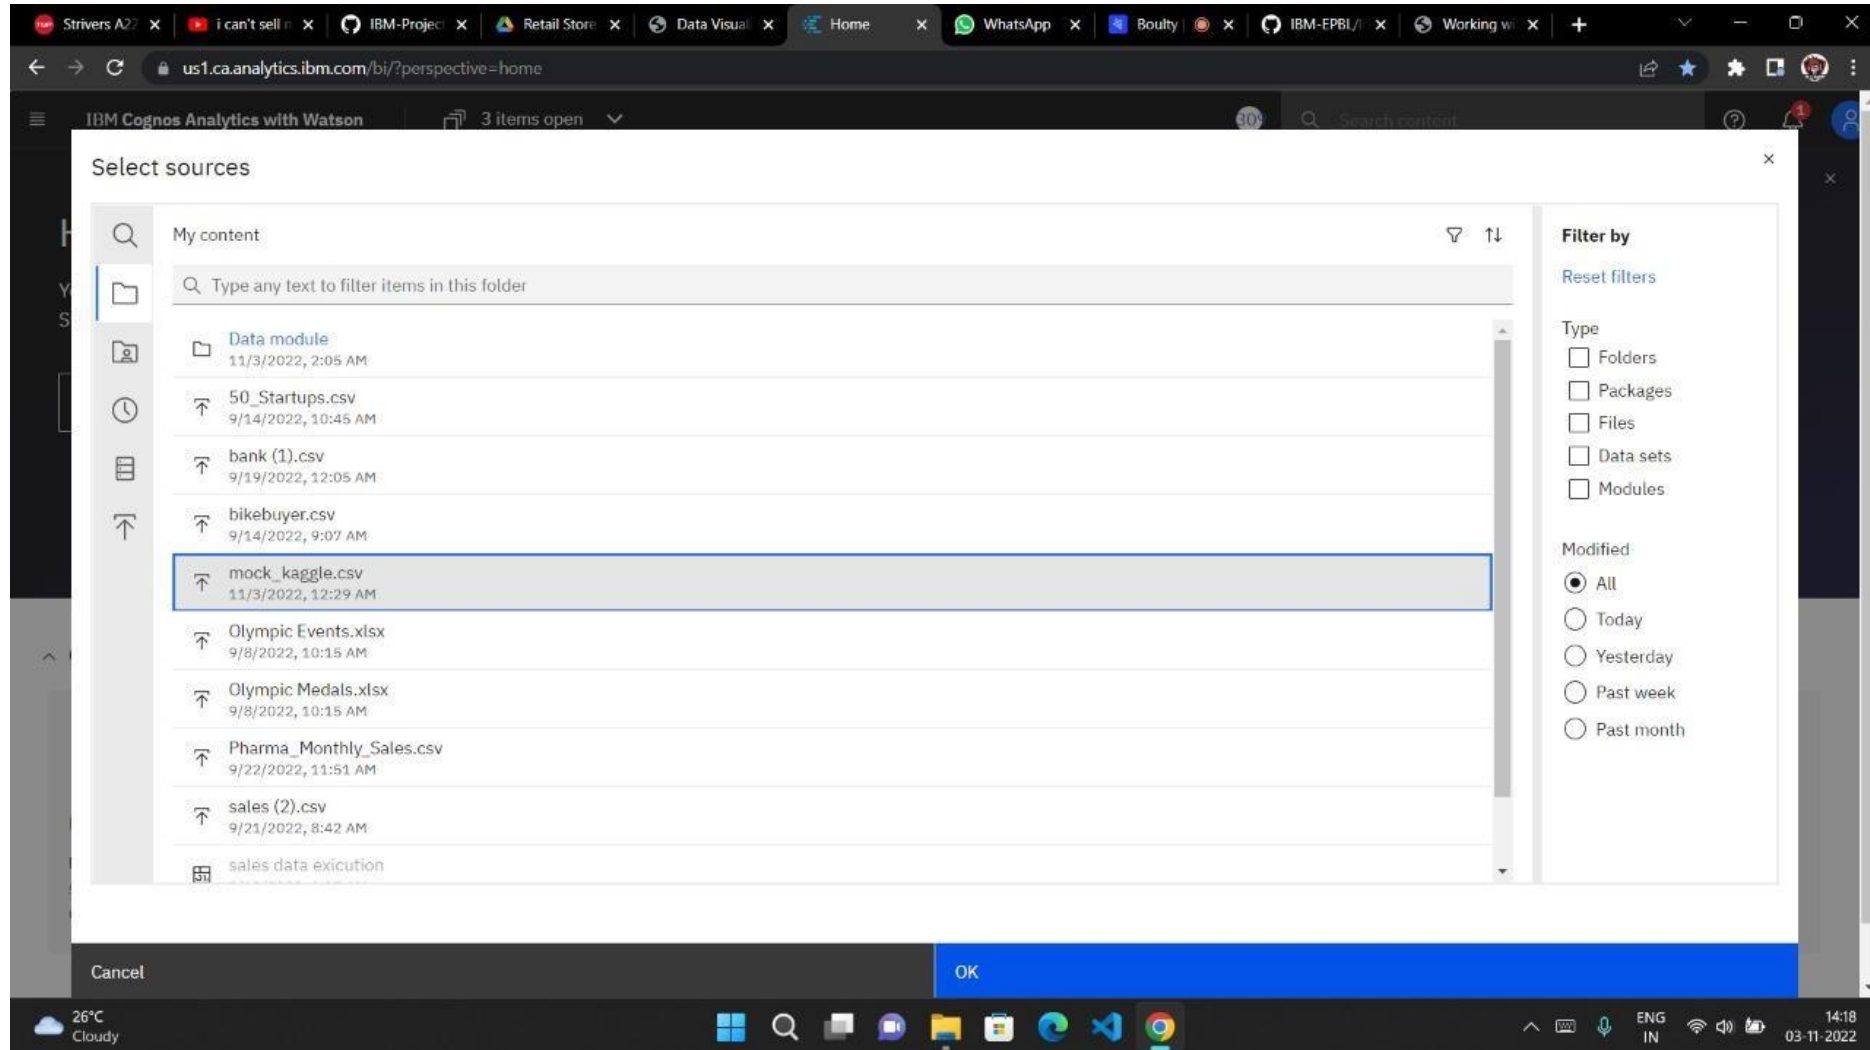 Strivers A2Z
i can't sell
IBM-Project
Retail Store
Data Visual
Home
WhatsApp
Boulty
IBM-EPBL/
Working wi
us1.ca.analytics.ibm.com/bi/?perspective=home
IBM Cognos Analytics with Watson
3 items open
Search content
1
Select sources
My content
Type any text to filter items in this folder
Data module
11/3/2022, 2:05 AM
50_Startups.csv
9/14/2022, 10:45 AM
bank (1).csv
9/19/2022, 12:05 AM
bikebuyer.csv
9/14/2022, 9:07 AM
mock_kaggle.csv
11/3/2022, 12:29 AM
Olympic Events.xlsx
9/8/2022, 10:15 AM
Olympic Medals.xlsx
9/8/2022, 10:15 AM
Pharma_Monthly_Sales.csv
9/22/2022, 11:51 AM
sales (2).csv
9/21/2022, 8:42 AM
sales data exicution
Filter by
Reset filters
Type
Folders
Packages
Files
Data sets
Modules
Modified
All
Today
Yesterday
Past week
Past month
Cancel
OK
26°C
Cloudy
ENG
IN
14:18
03-11-2022